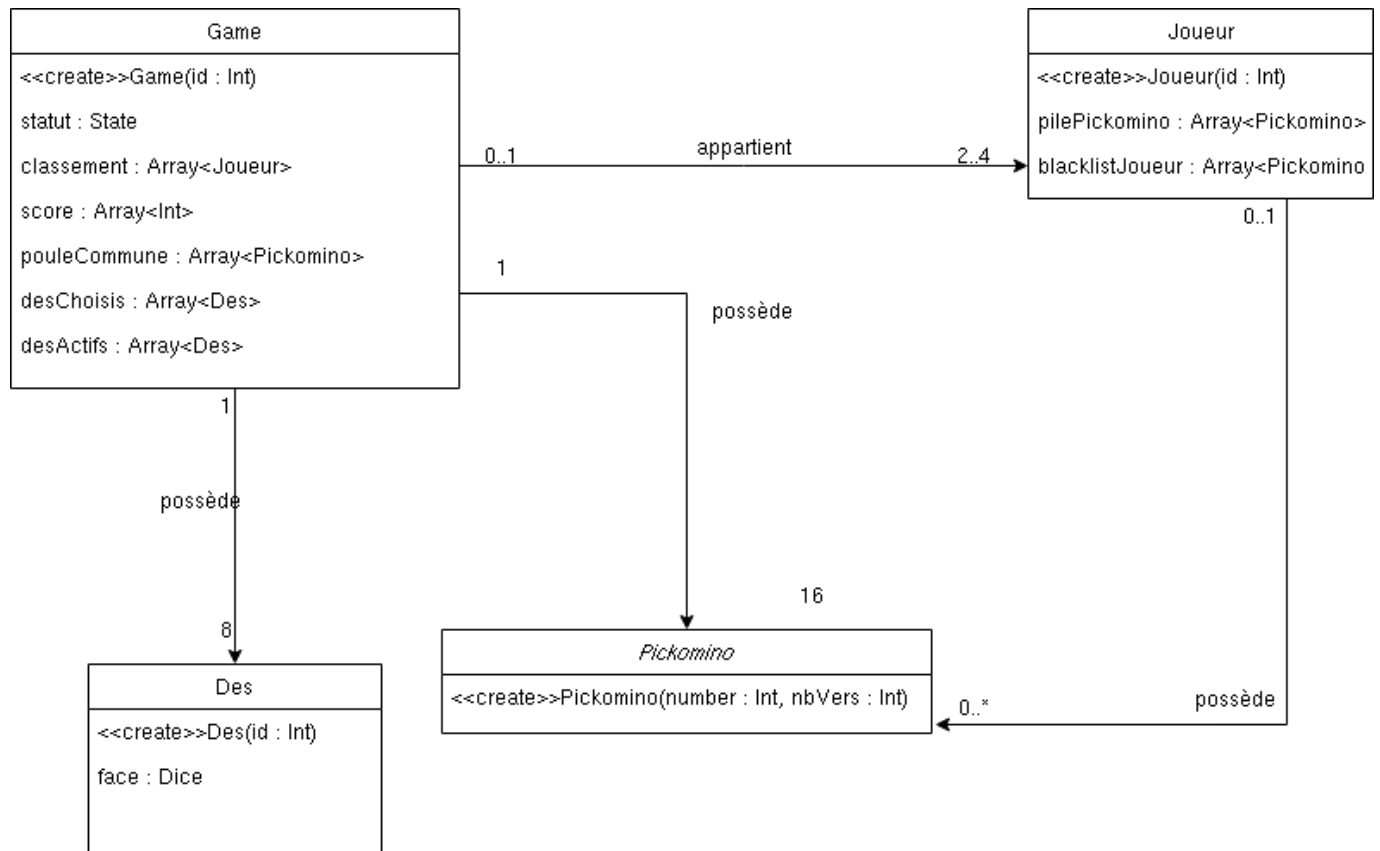 Game
<<create>>Game(id : Int)
statut : State
classement : Array<Joueur>
score : Array<Int>
pouleCommune : Array<Pickomino>
desChoisis : Array<Des>
desActifs : Array<Des>
Joueur
<<create>>Joueur(id : Int)
pilePickomino : Array<Pickomino>
blacklistJoueur : Array<Pickomino
0..1
appartient
2..4
0..1
1
possède
1
possède
8
16
Des
<<create>>Des(id : Int)
face : Dice
Pickomino
<<create>>Pickomino(number : Int, nbVers : Int)
0..*
possède